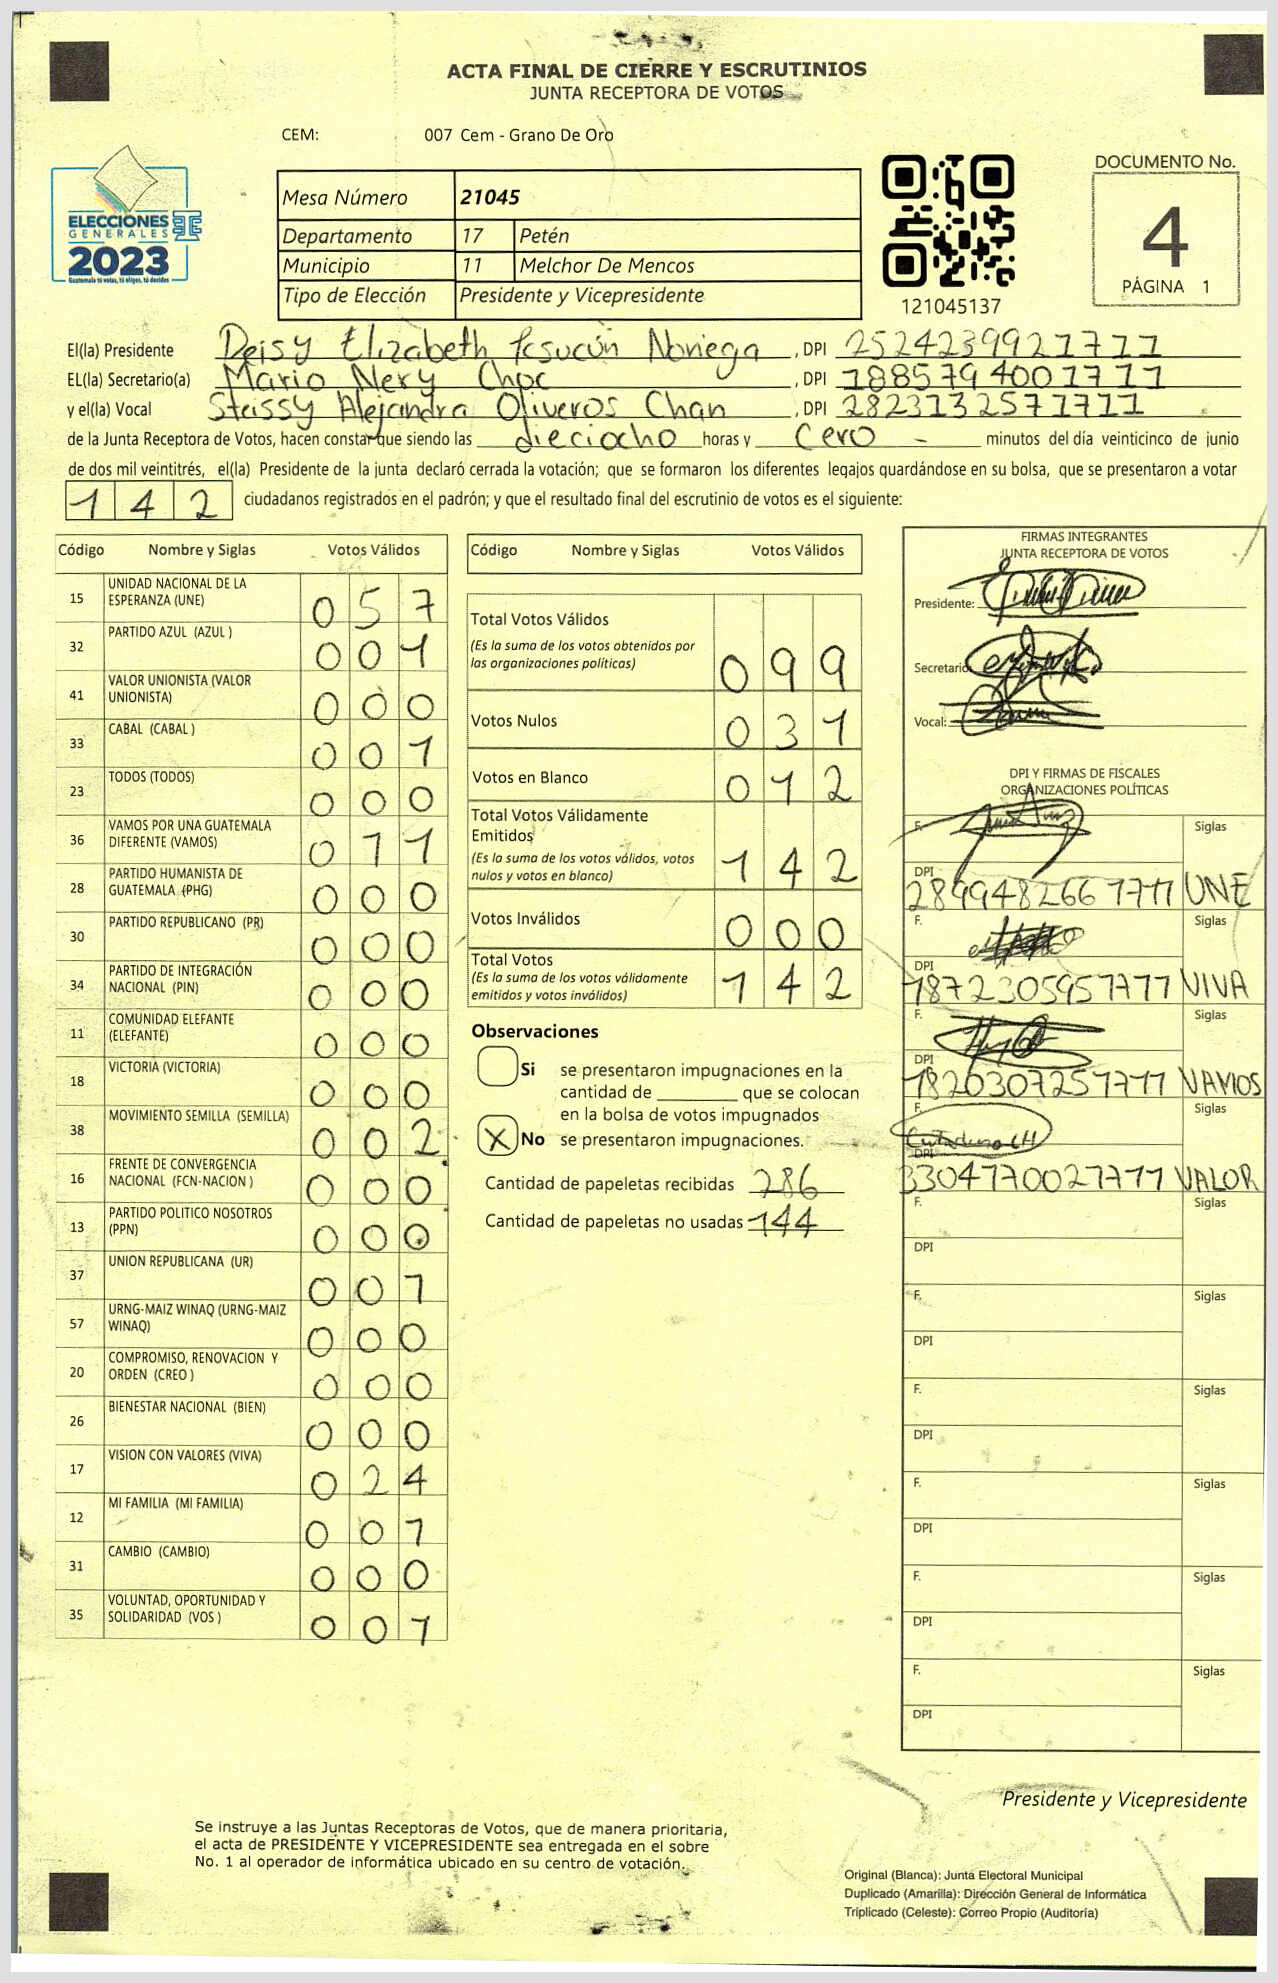 ACTA FINAL DE CIERRE Y ESCRUTINIOS
JUNTA RECEPTORA DE VOTOS
CEM: 007 Cem - Grano De Oro
ELECCIONES
GENERALES
2023
Guatemala tú votas, tú eliges, tú decides
Mesa Número 21045
Departamento 17 Petén
Municipio 11 Melchor De Mencos
Tipo de Elección Presidente y Vicepresidente
121045137
DOCUMENTO No.
4
PÁGINA 1
El(la) Presidente Deisy Elizabeth Noriega, DPI 2524239921711
EL(la) Secretario(a) Mario Nery Choc, DPI 1885794001711
y el(la) Vocal Steissy Alejandra Oliveros Chan, DPI 2823132571711
de la Junta Receptora de Votos, hacen constar que siendo las dieciocho horas y cero - minutos del día veinticinco de junio
de dos mil veintitrés, el(la) Presidente de la junta declaró cerrada la votación; que se formaron los diferentes legajos quardándose en su bolsa, que se presentaron a votar
142 ciudadanos registrados en el padrón; y que el resultado final del escrutinio de votos es el siguiente:
Código Nombre y Siglas Votos Válidos
15 UNIDAD NACIONAL DE LA ESPERANZA (UNE) 057
32 PARTIDO AZUL (AZUL ) 001
41 VALOR UNIONISTA (VALOR UNIONISTA) 000
33 CABAL (CABAL ) 001
23 TODOS (TODOS) 000
36 VAMOS POR UNA GUATEMALA DIFERENTE (VAMOS) 011
28 PARTIDO HUMANISTA DE GUATEMALA (PHG) 000
30 PARTIDO REPUBLICANO (PR) 000
34 PARTIDO DE INTEGRACIÓN NACIONAL (PIN) 000
11 COMUNIDAD ELEFANTE (ELEFANTE) 000
18 VICTORIA (VICTORIA) 000
38 MOVIMIENTO SEMILLA (SEMILLA) 002
16 FRENTE DE CONVERGENCIA NACIONAL (FCN-NACION ) 000
13 PARTIDO POLITICO NOSOTROS (PPN) 000
37 UNION REPUBLICANA (UR) 001
57 URNG-MAIZ WINAQ (URNG-MAIZ WINAQ) 000
20 COMPROMISO, RENOVACION Y ORDEN (CREO ) 000
26 BIENESTAR NACIONAL (BIEN) 000
17 VISION CON VALORES (VIVA) 024
12 MI FAMILIA (MI FAMILIA) 001
31 CAMBIO (CAMBIO) 000
35 VOLUNTAD, OPORTUNIDAD Y SOLIDARIDAD (VOS ) 001
Código Nombre y Siglas Votos Válidos
Total Votos Válidos 099
(Es la suma de los votos obtenidos por
las organizaciones políticas)
Votos Nulos 031
Votos en Blanco 012
Total Votos Válidamente
Emitidos 142
(Es la suma de los votos válidos, votos
nulos y votos en blanco)
Votos Inválidos 000
Total Votos 142
(Es la suma de los votos válidamente
emitidos y votos inválidos)
Observaciones
Si se presentaron impugnaciones en la
cantidad de ________ que se colocan
en la bolsa de votos impugnados
X No se presentaron impugnaciones.
Cantidad de papeletas recibidas 286
Cantidad de papeletas no usadas 144
FIRMAS INTEGRANTES
JUNTA RECEPTORA DE VOTOS
Presidente:
Secretario
Vocal:
DPI Y FIRMAS DE FISCALES
ORGANIZACIONES POLÍTICAS
F. Siglas
DPI 2899482661711 UNE
F. Siglas
DPI 1872305951711 VIVA
F. Siglas
DPI 1820307251711 VAMOS
F. Siglas
DPI 3304770021711 VALOR
F. Siglas
DPI
F. Siglas
DPI
F. Siglas
DPI
F. Siglas
DPI
F. Siglas
DPI
F. Siglas
DPI
Presidente y Vicepresidente
Se instruye a las Juntas Receptoras de Votos, que de manera prioritaria,
el acta de PRESIDENTE Y VICEPRESIDENTE sea entregada en el sobre
No. 1 al operador de informática ubicado en su centro de votación.
Original (Blanca): Junta Electoral Municipal
Duplicado (Amarilla): Dirección General de Informática
Triplicado (Celeste): Correo Propio (Auditoría)